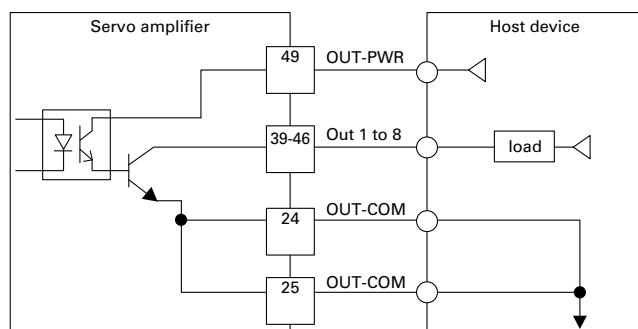 Servo amplifier
Host device
49
OUT-PWR
39-46
Out 1 to 8
load
24
OUT-COM
25
OUT-COM